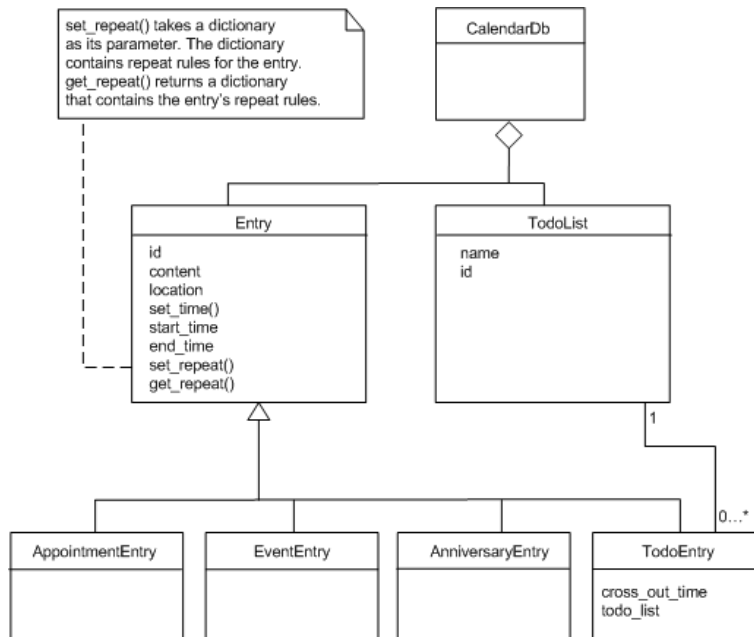 set_repeat() takes a dictionary
as its parameter. The dictionary
contains repeat rules for the entry.
get_repeat() returns a dictionary
that contains the entry's repeat rules.
CalendarDb
Entry
id
content
location
set_time()
start_time
end_time
set_repeat()
get_repeat()
TodoList
name
id
1
0...*
AppointmentEntry
EventEntry
AnniversaryEntry
TodoEntry
cross_out_time
todo_list